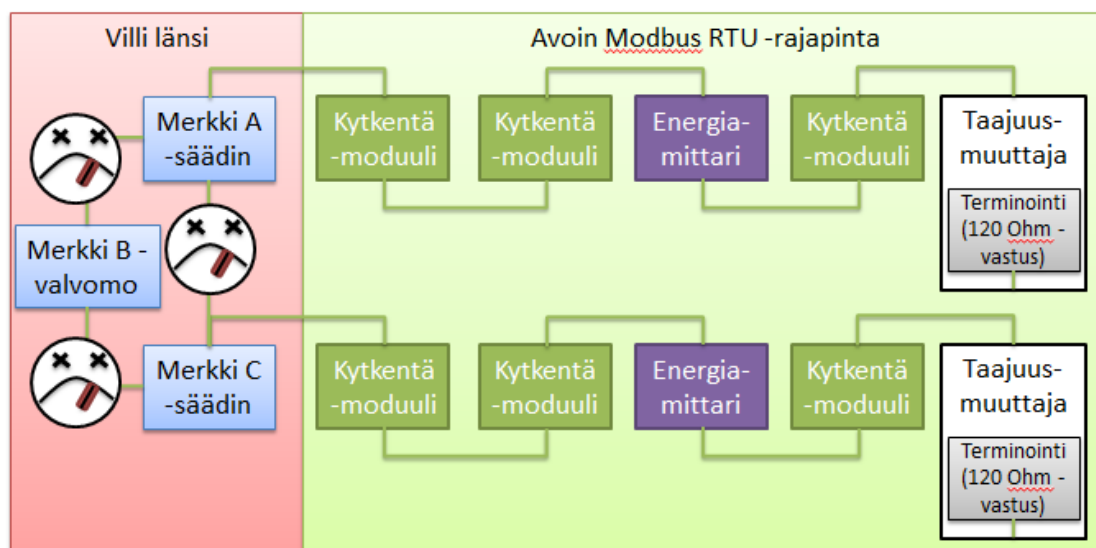 Villi länsi
Avoin Modbus RTU -rajapinta
Merkki A
-säädin
Kytkentä
-moduuli
Kytkentä
-moduuli
Energia-
mittari
Kytkentä
-moduuli
Taajuus-
muuttaja
Terminointi
(120 Ohm -
vastus)
Merkki B -
valvomo
Merkki C
-säädin
Kytkentä
-moduuli
Kytkentä
-moduuli
Energia-
mittari
Kytkentä
-moduuli
Taajuus-
muuttaja
Terminointi
(120 Ohm -
vastus)